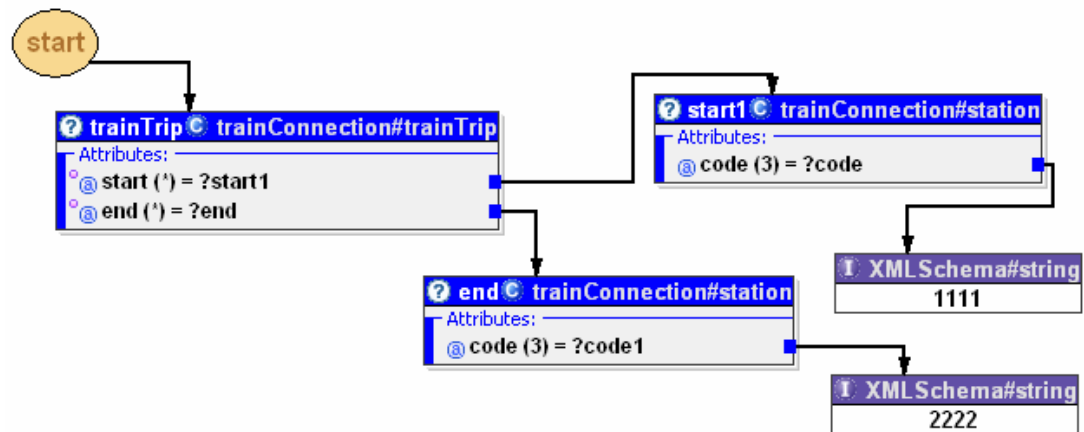 start
? trainTrip C trainConnection#trainTrip
Attributes:
@ start (*) = ?start1
@ end (*) = ?end
? start1 C trainConnection#station
Attributes:
@ code (3) = ?code
I XMLSchema#string
1111
? end C trainConnection#station
Attributes:
@ code (3) = ?code1
I XMLSchema#string
2222